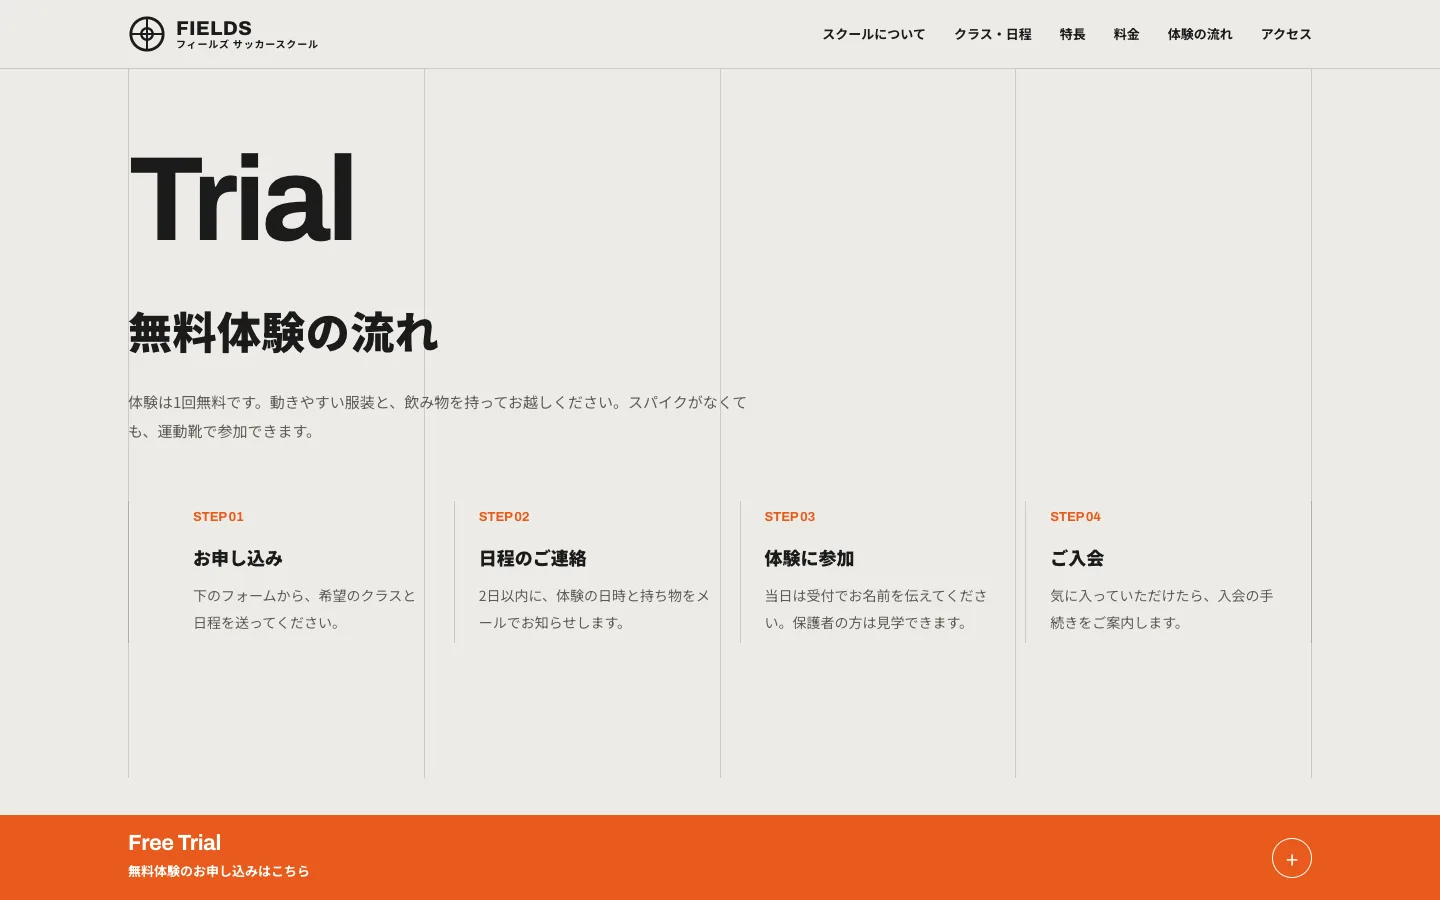 FIELDS
フィールズ サッカースクール
スクールについて
クラス・日程
特長
料金
体験の流れ
アクセス
Trial
無料体験の流れ
体験は1回無料です。動きやすい服装と、飲み物を持ってお越しください。スパイクがなくて
も、運動靴で参加できます。
STEP01
お申し込み
下のフォームから、希望のクラスと
日程を送ってください。
STEP02
日程のご連絡
2日以内に、体験の日時と持ち物をメ
ールでお知らせします。
STEP03
体験に参加
当日は受付でお名前を伝えてくださ
い。保護者の方は見学できます。
STEP04
ご入会
気に入っていただけたら、入会の手
続きをご案内します。
Free Trial
無料体験のお申し込みはこちら
+